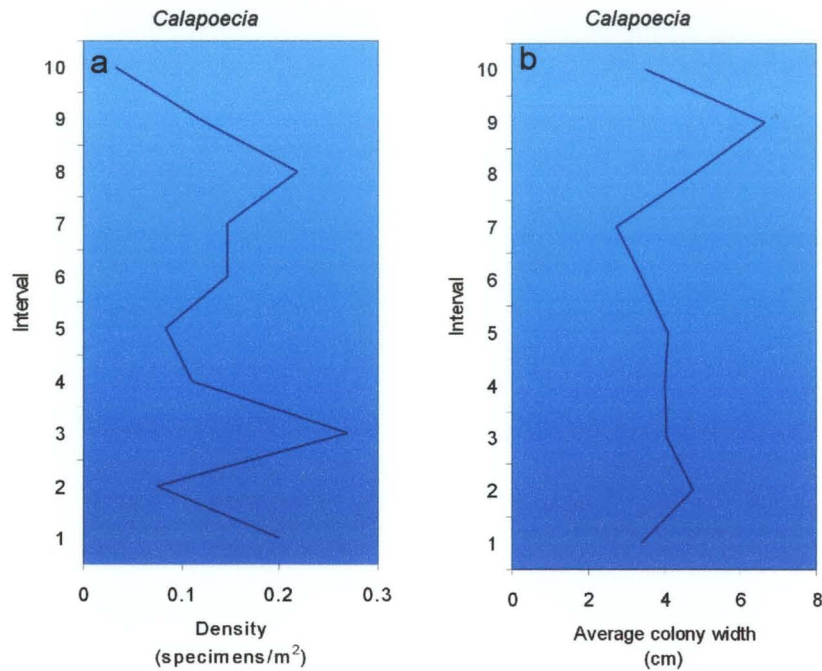 Calapoecia
a
10
9
8
7
6
5
4
3
2
1
Interval
0 0.1 0.2 0.3
Density
(specimens/m²)
Calapoecia
b
10
9
8
7
6
5
4
3
2
1
Interval
0 2 4 6 8
Average colony width
(cm)